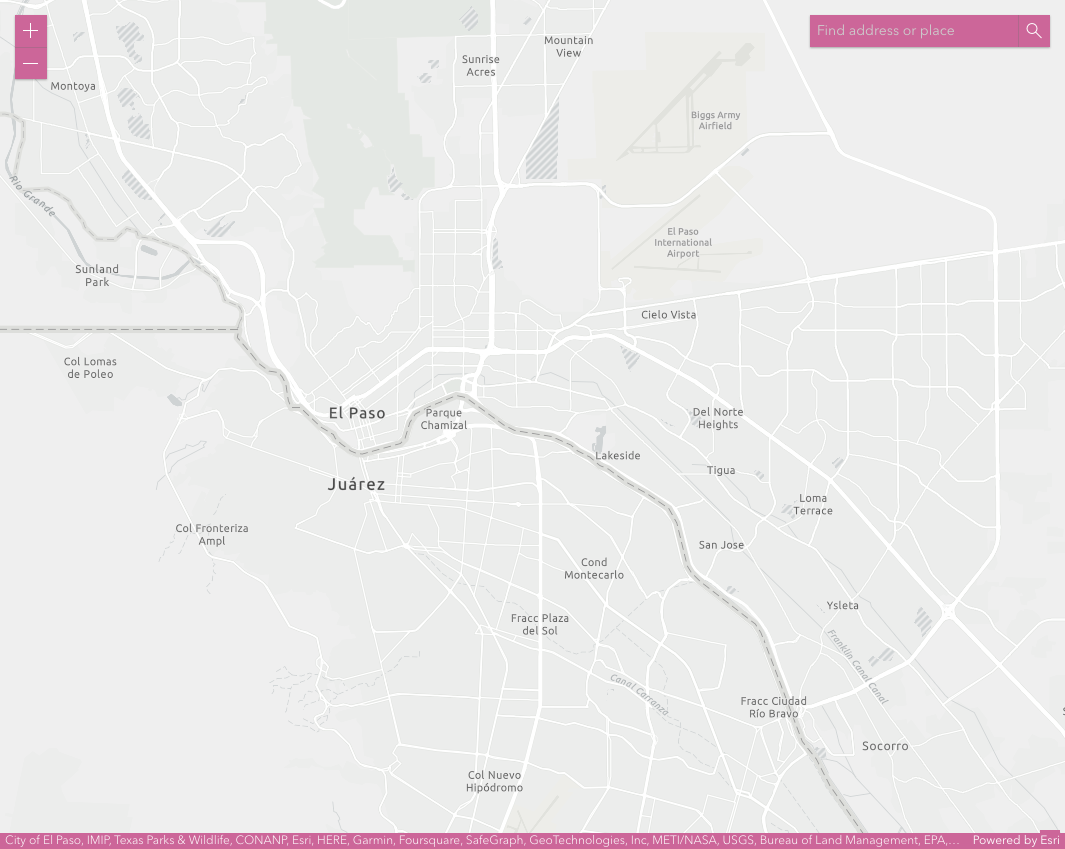 +
Find address or place
Mountain
View
Sunrise
Acres
Montoya
Biggs Army
Airfield
Rio Grande
El Paso
International
Airport
Sunland
Park
Cielo Vista
Col Lomas
de Poleo
El Paso
Parque
Chamizal
Del Norte
Heights
Lakeside
Tigua
Juárez
Loma
Terrace
Col Fronteriza
Ampl
San Jose
Cond
Montecarlo
Ysleta
Fracc Plaza
del Sol
Franklin Canal Canal
Canal Carranza
Fracc Ciudad
Río Bravo
Socorro
Col Nuevo
Hipódromo
City of El Paso, IMIP, Texas Parks & Wildlife, CONANP, Esri, HERE, Garmin, Foursquare, SafeGraph, GeoTechnologies, Inc, METI/NASA, USGS, Bureau of Land Management, EPA,... Powered by Esri